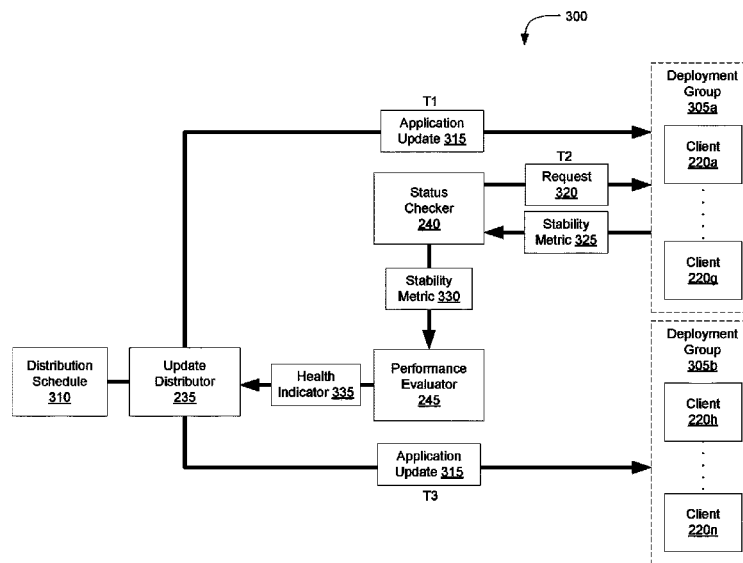 300
T1
Application
Update 315
Deployment
Group
305a
Client
220a
T2
Request
320
Status
Checker
240
Stability
Metric 325
Client
220g
Stability
Metric 330
Deployment
Group
305b
Distribution
Schedule
310
Update
Distributor
235
Health
Indicator 335
Performance
Evaluator
245
Client
220h
Application
Update 315
T3
Client
220n